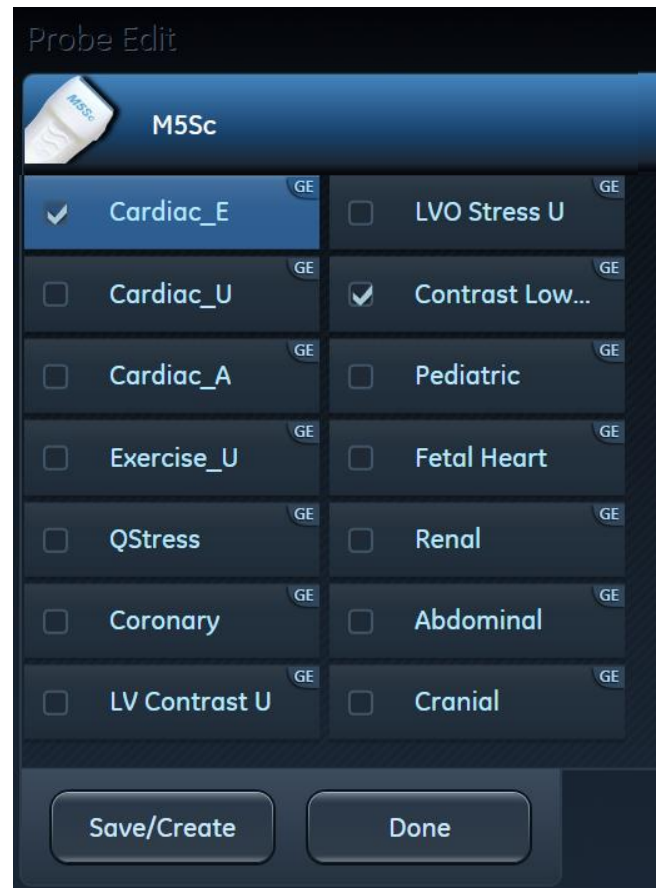 Probe Edit
M5Sc
M5Sc
GE
Cardiac_E
GE
LVO Stress U
GE
Cardiac_U
GE
Contrast Low...
GE
Cardiac_A
GE
Pediatric
GE
Exercise_U
GE
Fetal Heart
GE
QStress
GE
Renal
GE
Coronary
GE
Abdominal
GE
LV Contrast U
GE
Cranial
Save/Create
Done